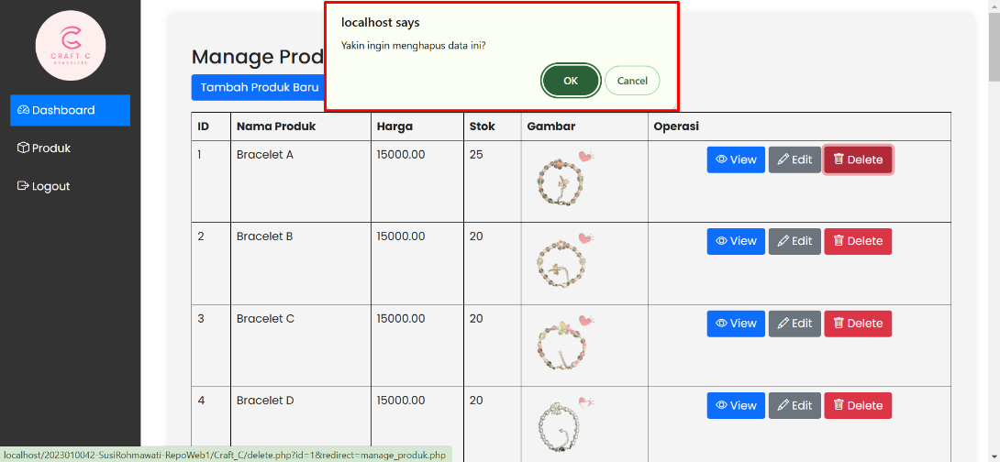 localhost says
Yakin ingin menghapus data ini?
OK Cancel
CRAFT C
BRACELETS
Dashboard
Produk
Logout
Manage Prod
Tambah Produk Baru
ID Nama Produk Harga Stok Gambar Operasi
1 Bracelet A 15000.00 25 View Edit Delete
2 Bracelet B 15000.00 20 View Edit Delete
3 Bracelet C 15000.00 20 View Edit Delete
4 Bracelet D 15000.00 20 View Edit Delete
localhost/2023010042-SusiRohmawati-RepoWeb1/Craft_C/delete.php?id=1&redirect=manage_produk.php